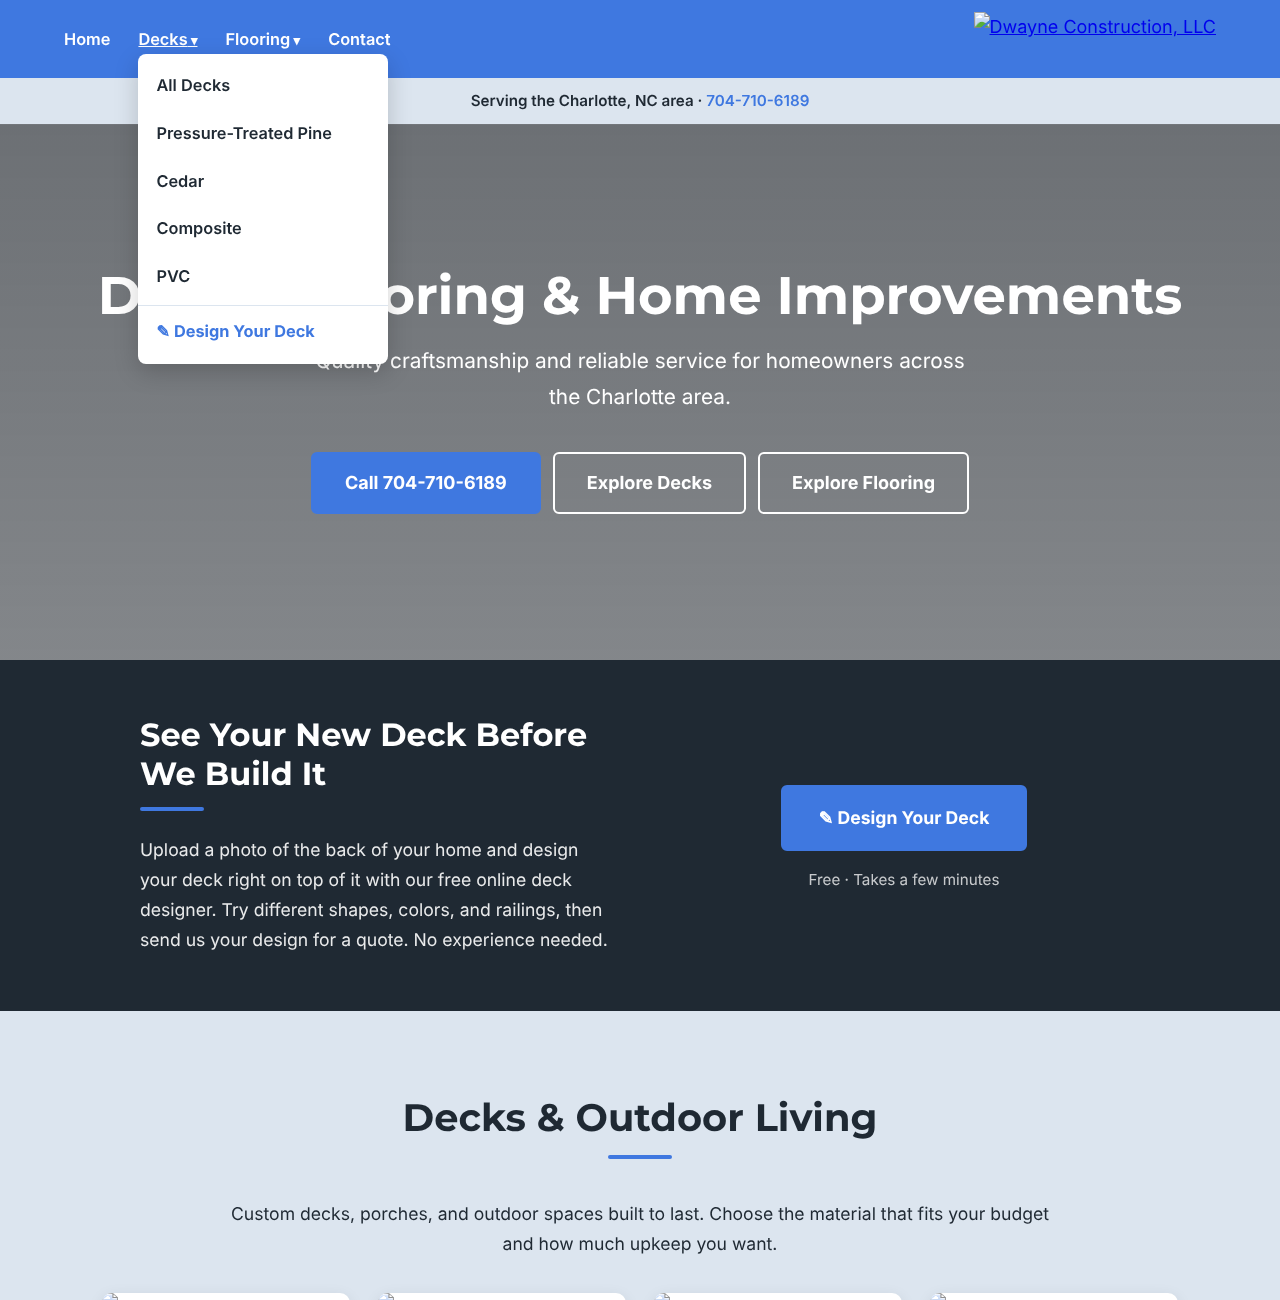 Home Decks ▾ Flooring ▾ Contact
Dwayne Construction, LLC
All Decks
Pressure-Treated Pine
Cedar
Composite
PVC
✎ Design Your Deck
Serving the Charlotte, NC area · 704-710-6189
& Home Improvements
Quality craftsmanship and reliable service for homeowners across
the Charlotte area.
Call 704-710-6189
Explore Decks
Explore Flooring
See Your New Deck Before
We Build It
Upload a photo of the back of your home and design
your deck right on top of it with our free online deck
designer. Try different shapes, colors, and railings, then
send us your design for a quote. No experience needed.
✎ Design Your Deck
Free · Takes a few minutes
Decks & Outdoor Living
Custom decks, porches, and outdoor spaces built to last. Choose the material that fits your budget
and how much upkeep you want.